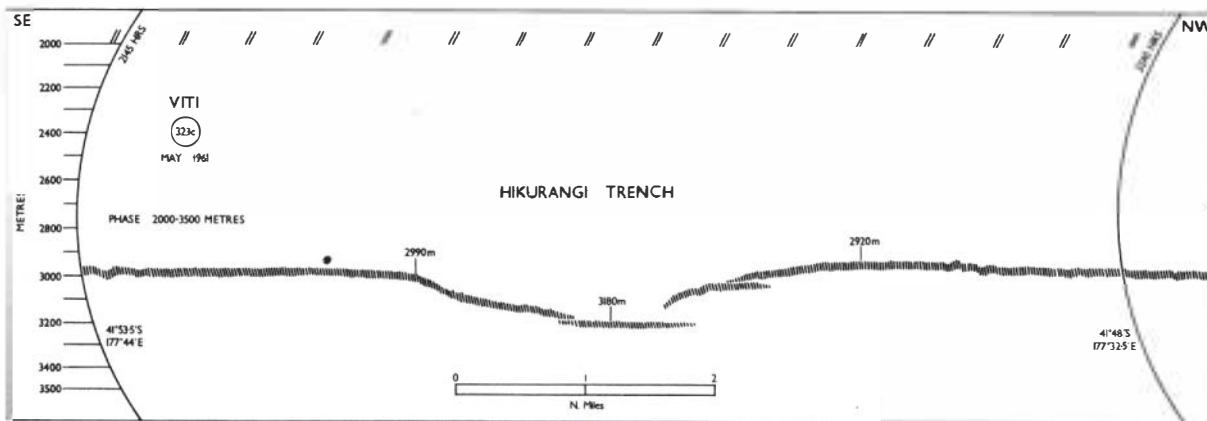 SE
NW
2145 HRS
2000
2200
2400
2600
2800
3000
3200
3400
3500
METRES
VITI
323c
MAY 1961
PHASE 2000-3500 METRES
HIKURANGI TRENCH
2990m
3180m
2920m
41°53·5'S
177°44'E
41°48'S
177°32·5'E
0 1 2
N. Miles